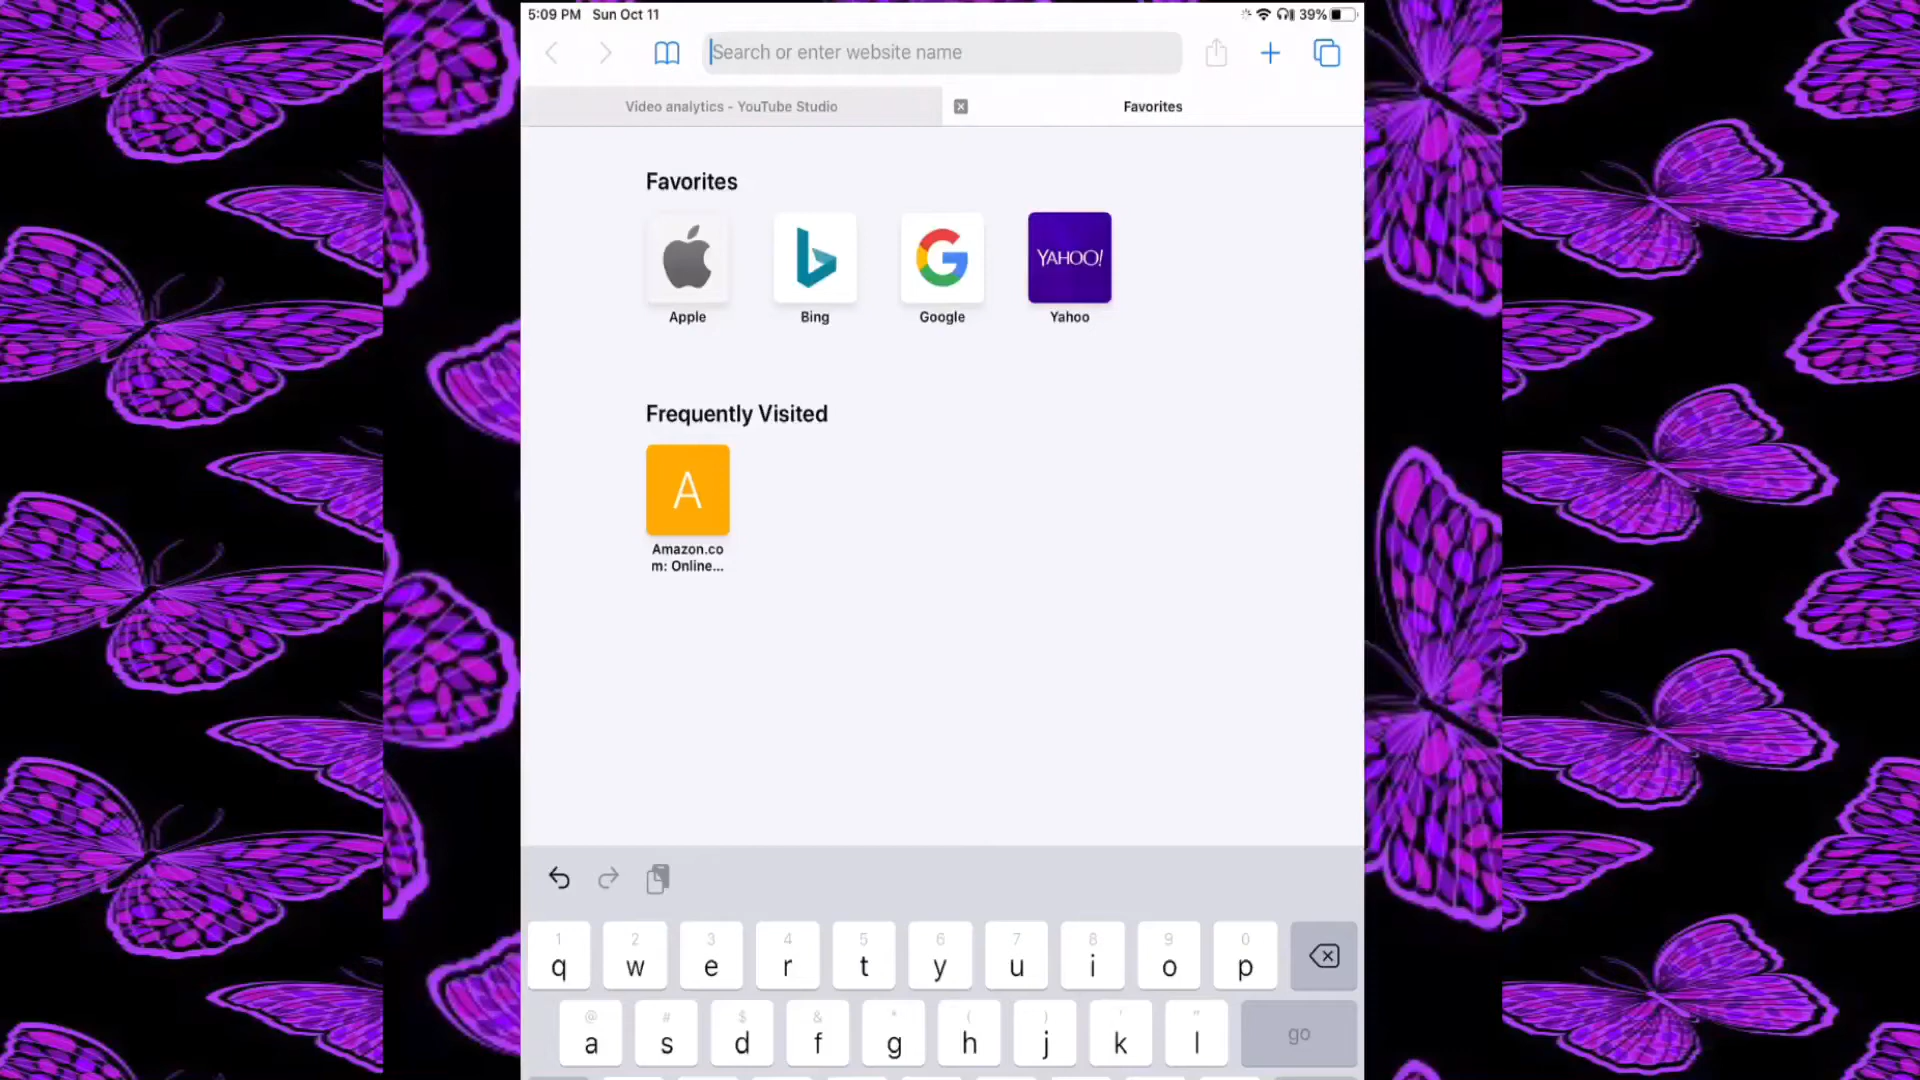 5:09 PM Sun Oct 11 39%
Search or enter website name
Video analytics - YouTube Studio Favorites
Favorites
YAHOO!
Apple Bing Google Yahoo
Frequently Visited
A
Amazon.co
m: Online...
1 2 3 4 5 6 7 8 9 0
q w e r t y u i o p
@ # $ & * ( ) ' "
a s d f g h j k l go